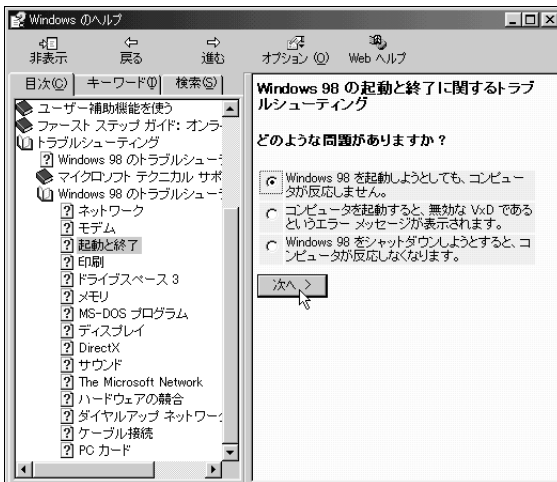 Windows のヘルプ
非表示 戻る 進む オプション (O) Web ヘルプ
目次(C) キーワード(I) 検索(S)
ユーザー補助機能を使う
ファースト ステップ ガイド: オンラ
トラブルシューティング
Windows 98 のトラブルシュー
マイクロソフト テクニカル サポ
Windows 98 のトラブルシュー
ネットワーク
モデム
起動と終了
印刷
ドライブスペース 3
メモリ
MS-DOS プログラム
ディスプレイ
DirectX
サウンド
The Microsoft Network
ハードウェアの競合
ダイヤルアップ ネットワー
ケーブル接続
PC カード
Windows 98 の起動と終了に関するトラブ
ルシューティング
どのような問題がありますか？
Windows 98 を起動しようとしても、コンピュー
タが反応しません。
コンピュータを起動すると、無効な VxD である
というエラー メッセージが表示されます。
Windows 98 をシャットダウンしようとすると、コ
ンピュータが反応しなくなります。
次へ >